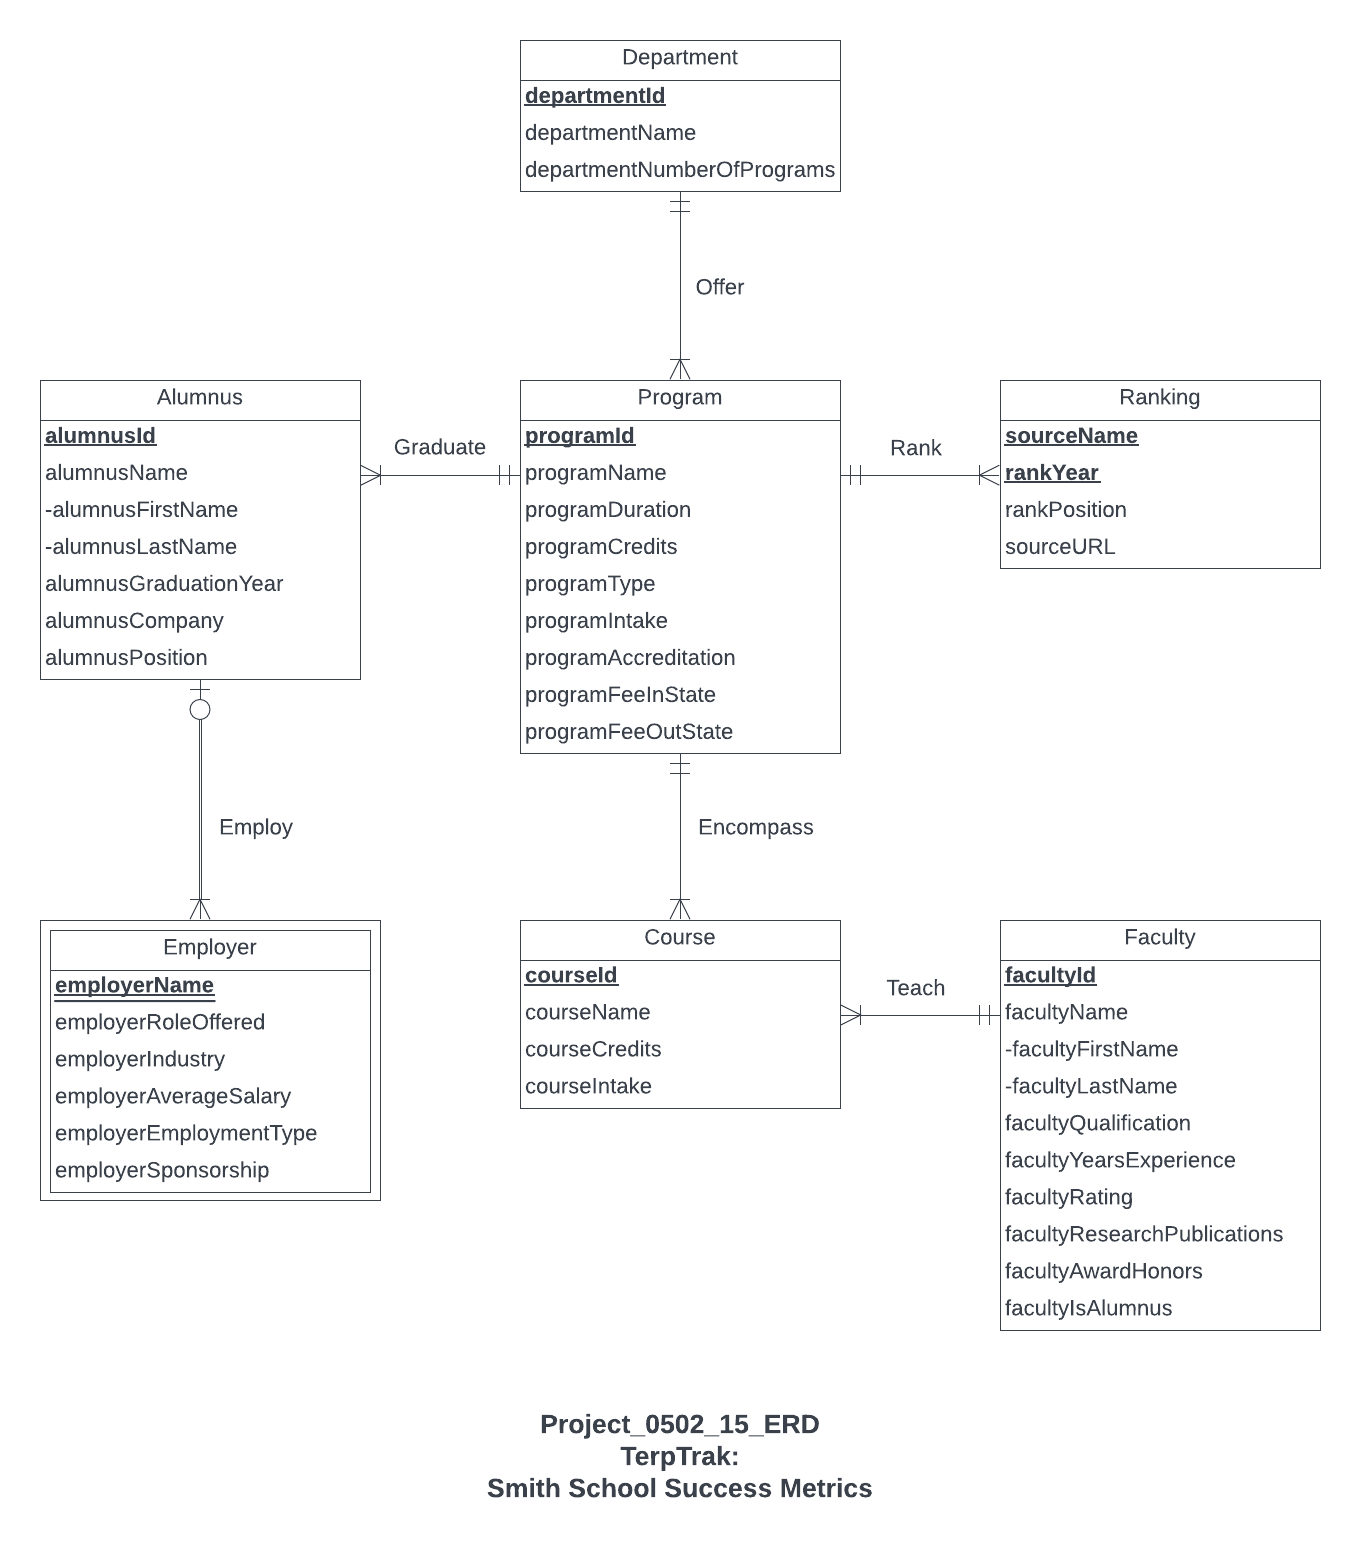 Department
departmentId
departmentName
departmentNumberOfPrograms
Offer
Alumnus
alumnusId
alumnusName
-alumnusFirstName
-alumnusLastName
alumnusGraduationYear
alumnusCompany
alumnusPosition
Graduate
Program
programId
programName
programDuration
programCredits
programType
programIntake
programAccreditation
programFeeInState
programFeeOutState
Rank
Ranking
sourceName
rankYear
rankPosition
sourceURL
Employ
Encompass
Employer
employerName
employerRoleOffered
employerIndustry
employerAverageSalary
employerEmploymentType
employerSponsorship
Course
courseId
courseName
courseCredits
courseIntake
Teach
Faculty
facultyId
facultyName
-facultyFirstName
-facultyLastName
facultyQualification
facultyYearsExperience
facultyRating
facultyResearchPublications
facultyAwardHonors
facultyIsAlumnus
Project_0502_15_ERD
TerpTrak:
Smith School Success Metrics